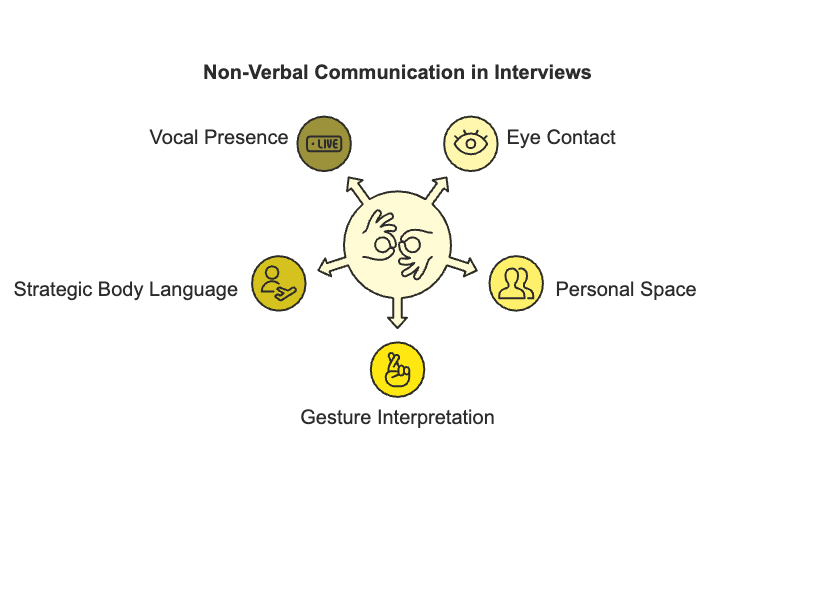 Non-Verbal Communication in Interviews
Vocal Presence
· LIVE
Eye Contact
Strategic Body Language
Personal Space
Gesture Interpretation